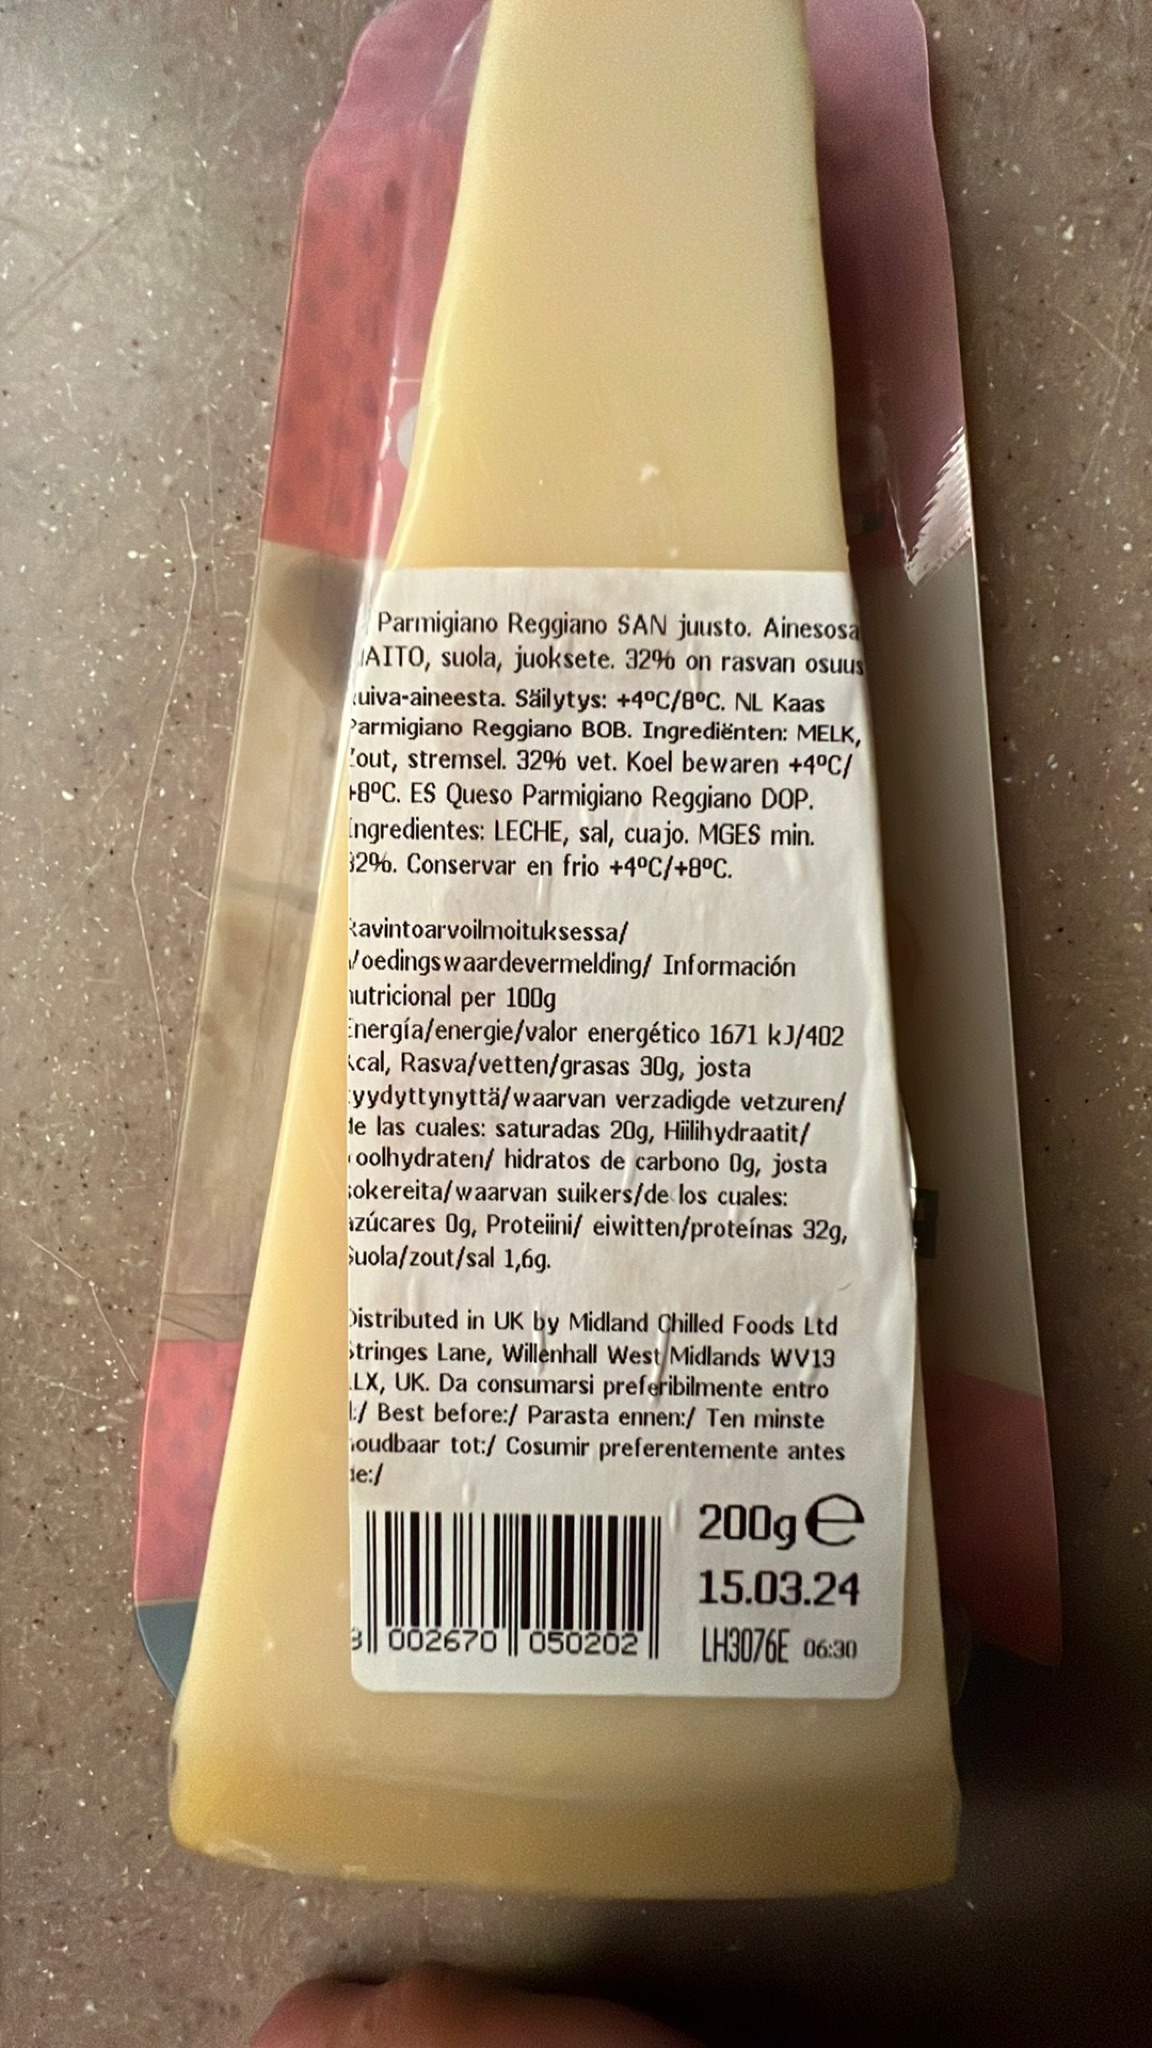 Parmigiano Reggiano SAN juusto. Ainesosa
AITO, suola, juoksete. 32% on rasvan osuus
uiva-aineesta. Säilytys: +4ºC/8ºC. NL Kaas
Parmigiano Reggiano BOB. Ingrediënten: MELK,
out, stremsel. 32% vet. Koel bewaren +4ºC/
+8ºC. ES Queso Parmigiano Reggiano DOP.
Ingredientes: LECHE, sal, cuajo. MGES min.
32%. Conservar en frio +4ºC/+8ºC.
avintoarvoilmoituksessa/
Voedingswaardevermelding/ Información
nutricional per 100g
Energía/energie/valor energético 1671 kJ/402
kcal, Rasva/vetten/grasas 30g, josta
yydyttynyttä/waarvan verzadigde vetzuren/
de las cuales: saturadas 20g, Hiilihydraatit/
oolhydraten/ hidratos de carbono 0g, josta
sokereita/waarvan suikers/de los cuales:
azúcares 0g, Proteiini/ eiwitten/proteínas 32g,
Suola/zout/sal 1,6g.
Distributed in UK by Midland Chilled Foods Ltd
Stringes Lane, Willenhall West Midlands WV13
LX, UK. Da consumarsi preferibilmente entro
l:/ Best before:/ Parasta ennen:/ Ten minste
oudbaar tot:/ Cosumir preferentemente antes
de:/
200g e
15.03.24
8 002670 050202
LH3076E 06:30